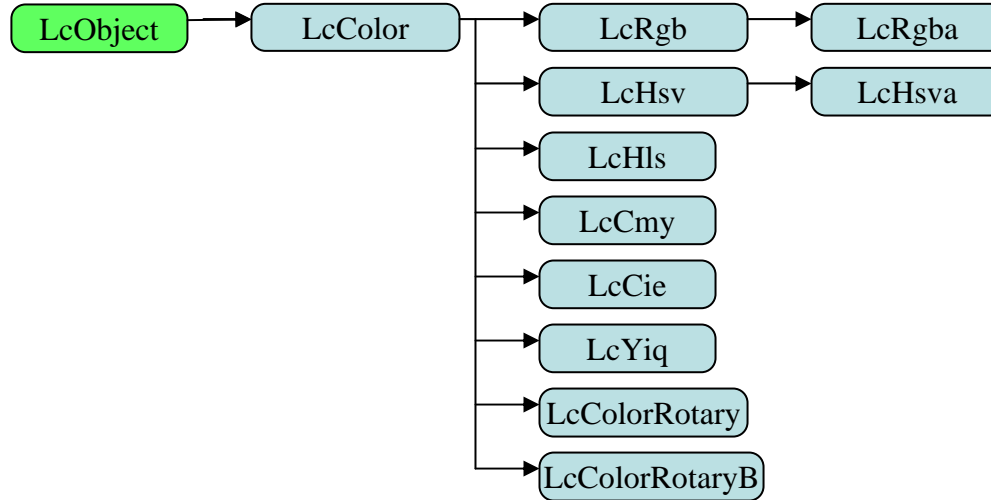 LcObject
LcColor
LcRgb
LcRgba
LcHsv
LcHsva
LcHls
LcCmy
LcCie
LcYiq
LcColorRotary
LcColorRotaryB